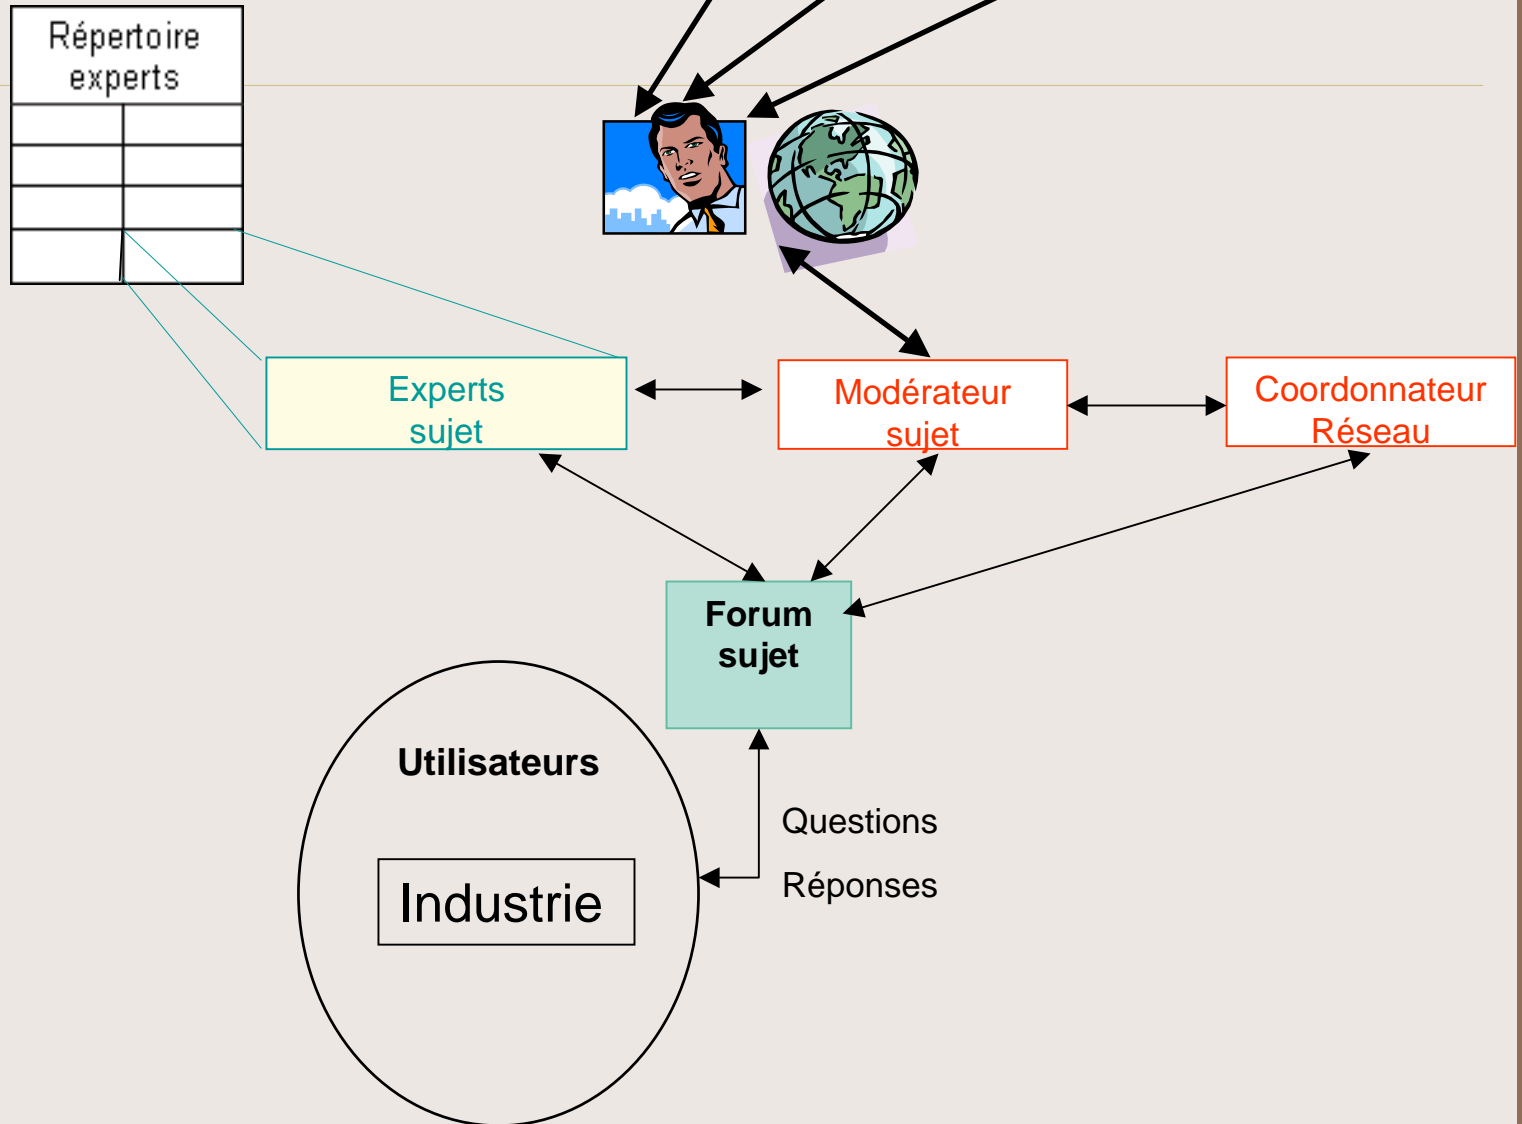 Répertoire
experts
Experts
sujet
Modérateur
sujet
Coordonnateur
Réseau
Forum
sujet
Utilisateurs
Questions
Réponses
Industrie